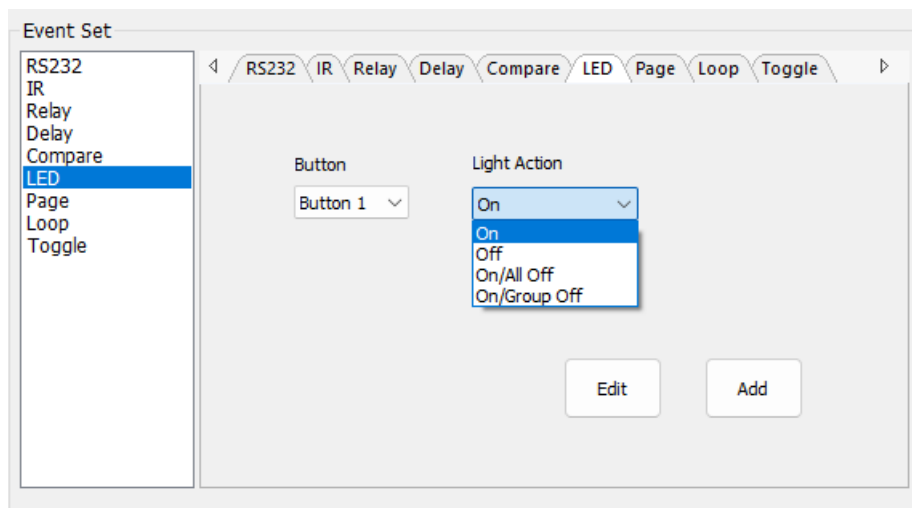 Event Set
RS232
IR
Relay
Delay
Compare
LED
Page
Loop
Toggle
RS232 IR Relay Delay Compare LED Page Loop Toggle
Button
Light Action
Button 1
On
On
Off
On/All Off
On/Group Off
Edit
Add